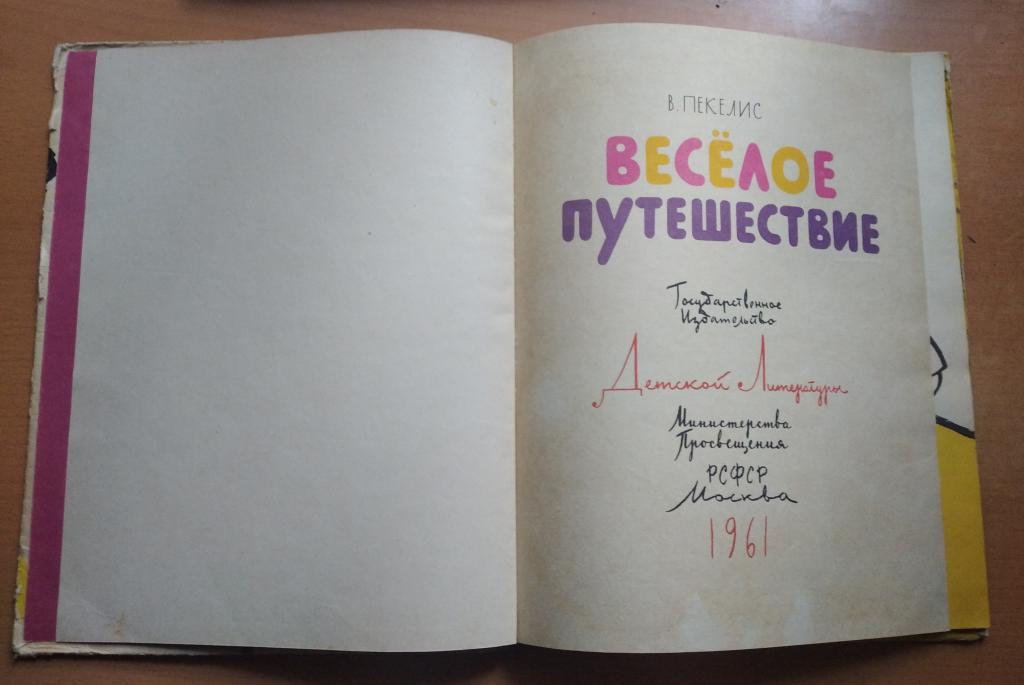 В. ПЕКЕЛИС
ВЕСЁЛОЕ
ПУТЕШЕСТВИЕ
Государственное
Издательство
Детской Литературы
Министерства
Просвещения
РСФСР
Москва
1961